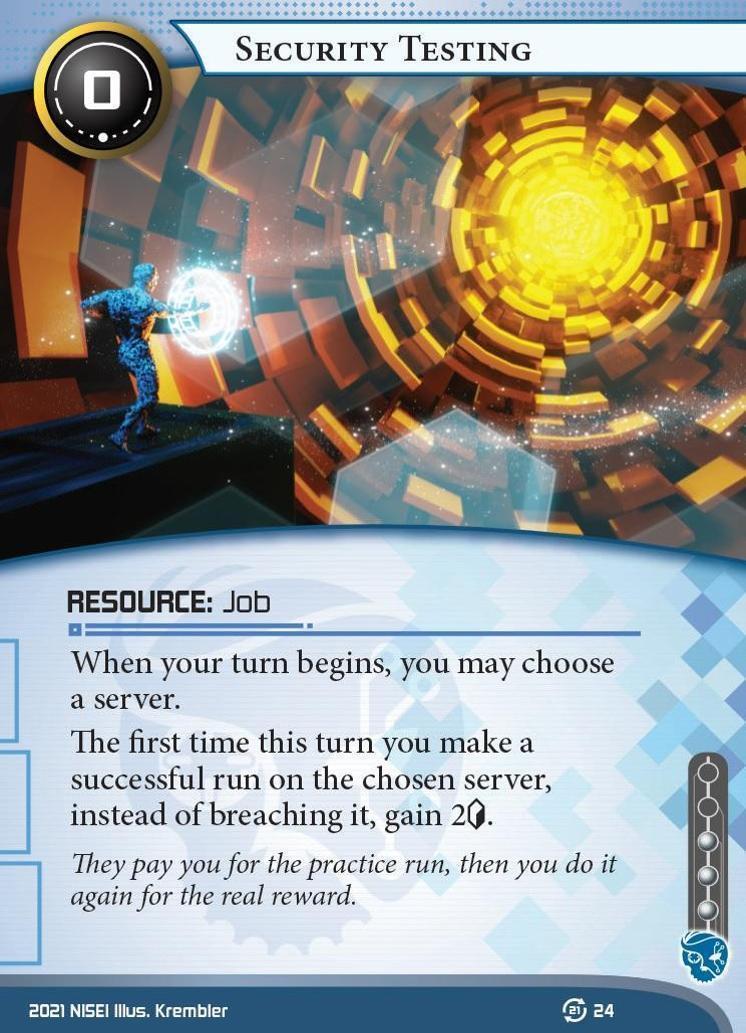 0
Security Testing
RESOURCE: Job
When your turn begins, you may choose
a server.
The first time this turn you make a
successful run on the chosen server,
instead of breaching it, gain 2.
They pay you for the practice run, then you do it
again for the real reward.
2021 NISEI Illus. Krembler
21 24